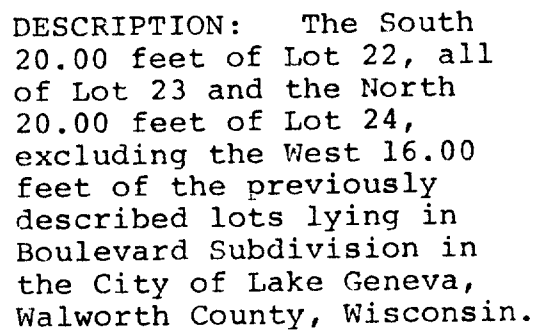 DESCRIPTION: The South
20.00 feet of Lot 22, all
of Lot 23 and the North
20.00 feet of Lot 24,
excluding the West 16.00
feet of the previously
described lots lying in
Boulevard Subdivision in
the City of Lake Geneva,
Walworth County, Wisconsin.